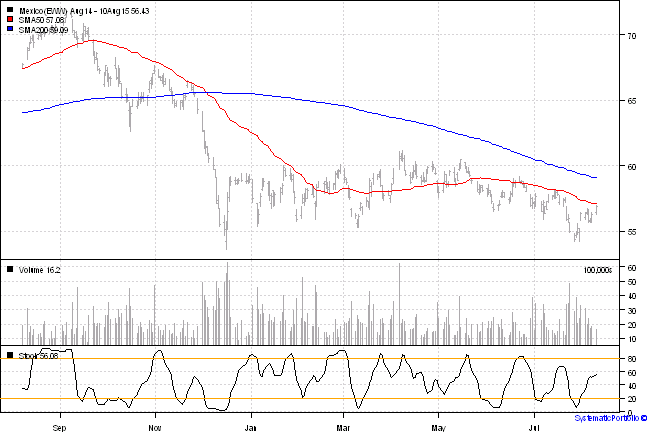 Mexico(EWW) Aug14 - 10Aug15 56.43
SMA50 57.08
SMA200 59.09
70
65
60
55
Volume 16.2
100,000s
60
50
40
30
20
10
Stock 56.08
80
60
40
20
0
Sep Nov Jan Mar May Jul
SystematicPortfolio ©